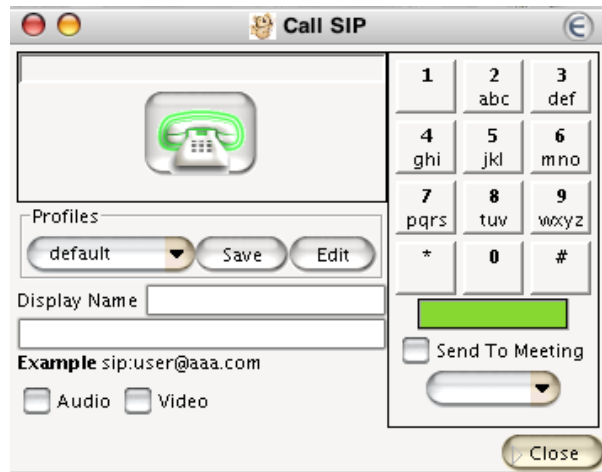 Call SIP
1
2
abc
3
def
4
ghi
5
jkl
6
mno
7
pqrs
8
tuv
9
wxyz
*
0
#
Profiles
default
Save
Edit
Display Name
Example sip:user@aaa.com
Audio
Video
Send To Meeting
Close